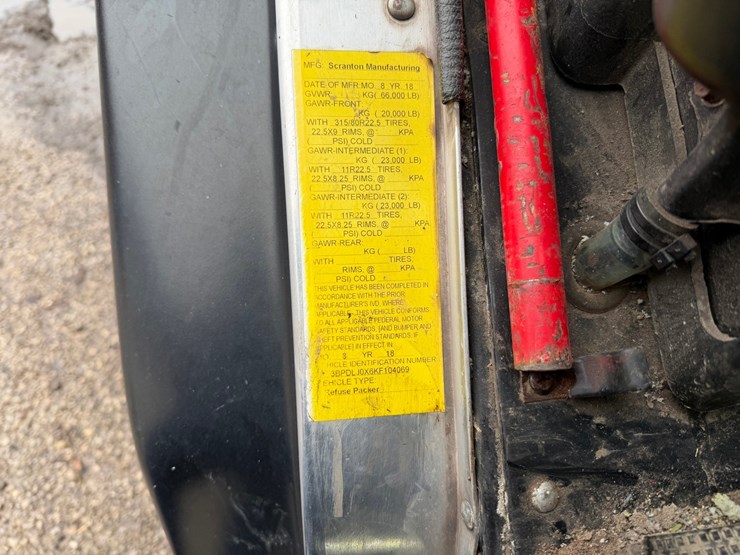 MFG. Scranton Manufacturing
DATE OF MFR:MO. 8 YR. 18
GVWR KG( 66,000 LB)
GAWR-FRONT:
KG ( 20,000 LB)
WITH 315/80R22.5 TIRES,
22.5X9 RIMS, @ KPA
( PSI) COLD
GAWR-INTERMEDIATE (1):
KG ( 23,000 LB)
WITH 11R22.5 TIRES,
22.5X8.25 RIMS, @ KPA
( PSI) COLD
GAWR-INTERMEDIATE (2):
KG ( 23,000 LB)
WITH 11R22.5 TIRES,
22.5X8.25 RIMS, @ KPA
( PSI) COLD
GAWR-REAR:
KG ( LB)
WITH TIRES,
RIMS, @ KPA
( PSI) COLD
THIS VEHICLE HAS BEEN COMPLETED IN
ACCORDANCE WITH THE PRIOR
MANUFACTURER'S IVD, WHERE
APPLICABLE. THIS VEHICLE CONFORMS
TO ALL APPLICABLE FEDERAL MOTOR
SAFETY STANDARDS, [AND BUMPER AND
THEFT PREVENTION STANDARDS, IF
APPLICABLE] IN EFFECT IN
MO. 8 YR. 18
VEHICLE IDENTIFICATION NUMBER:
3BPDLJ0X6KF104069
VEHICLE TYPE:
Refuse Packer